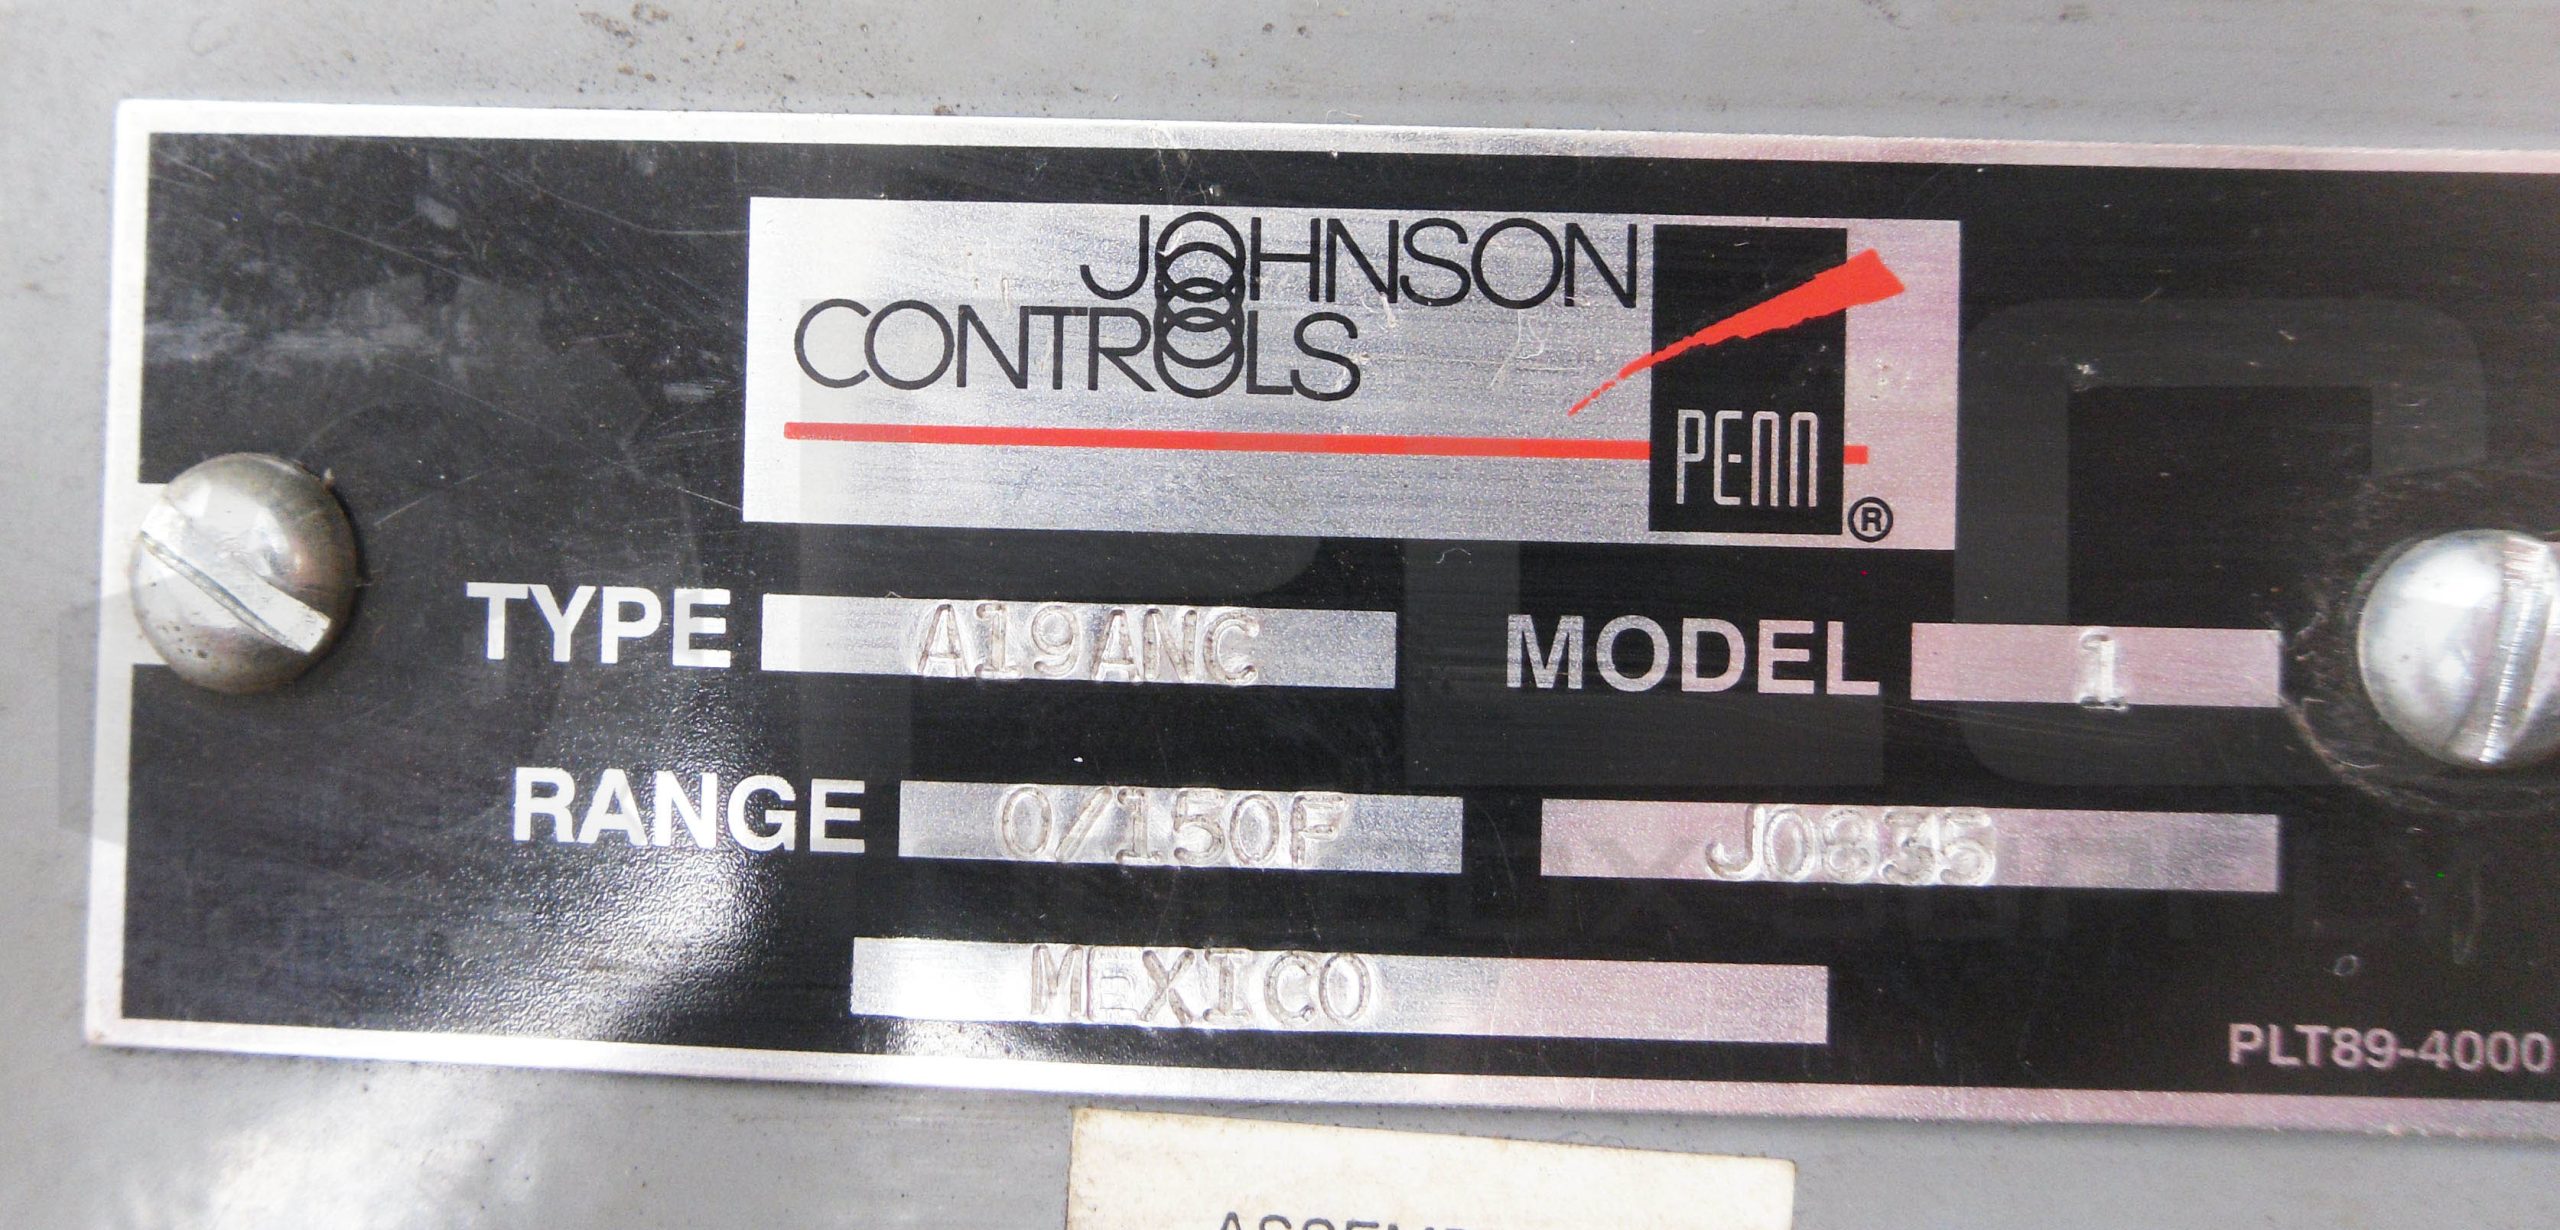 JOHNSON
CONTROLS
PENN
®
TYPE A19ANC MODEL 1
RANGE 0/150F J0835
MEXICO
PLT89-4000